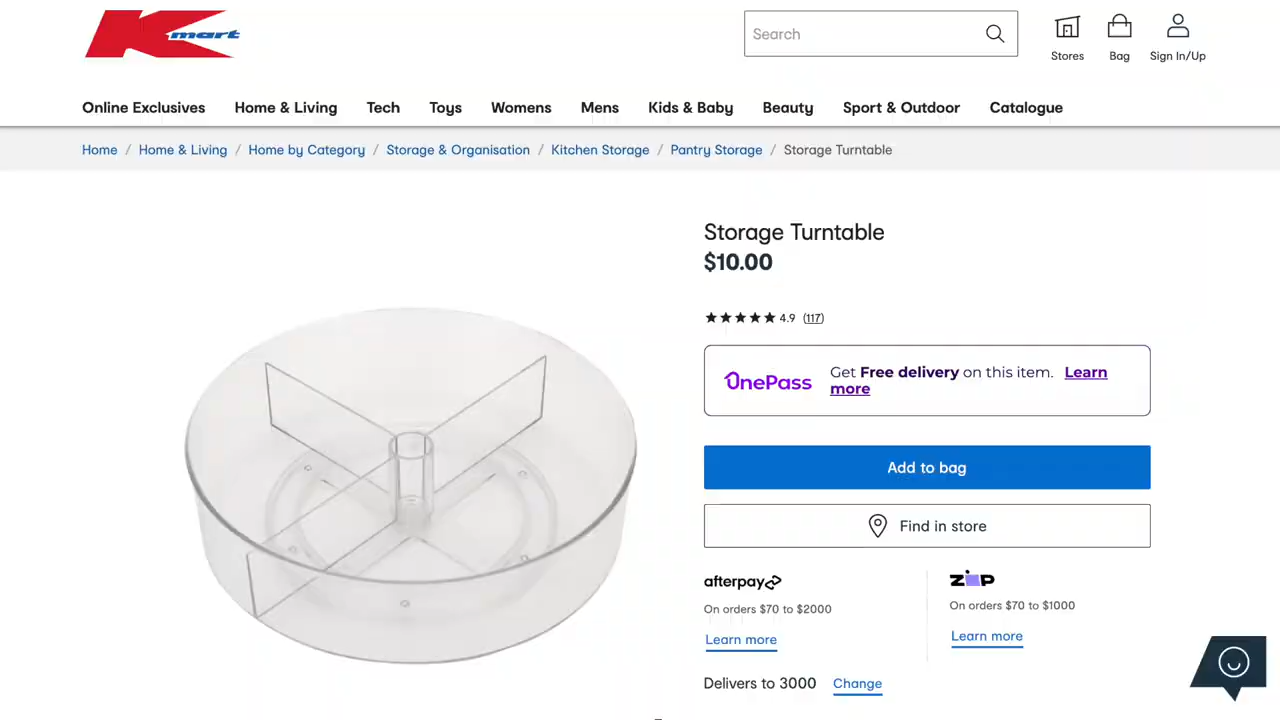 Kmart
Search
Stores
Bag
Sign In/Up
Online Exclusives
Home & Living
Tech
Toys
Womens
Mens
Kids & Baby
Beauty
Sport & Outdoor
Catalogue
Home / Home & Living / Home by Category / Storage & Organisation / Kitchen Storage / Pantry Storage / Storage Turntable
Storage Turntable
$10.00
4.9 (117)
OnePass
Get Free delivery on this item. Learn
more
Add to bag
Find in store
afterpay
On orders $70 to $2000
Learn more
zip
On orders $70 to $1000
Learn more
Delivers to 3000 Change